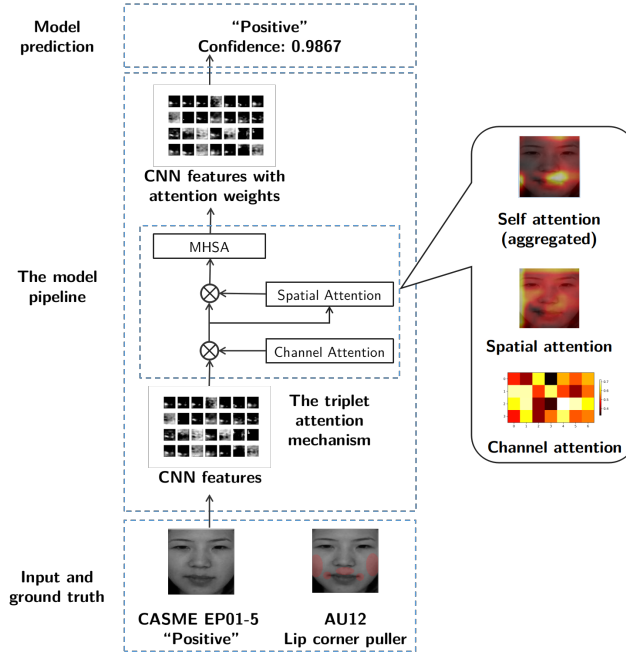 Model
prediction
“Positive”
Confidence: 0.9867
CNN features with
attention weights
MHSA
The model
pipeline
Spatial Attention
Channel Attention
The triplet
attention
mechanism
CNN features
Self attention
(aggregated)
Spatial attention
Channel attention
Input and
ground truth
CASME EP01-5
“Positive”
AU12
Lip corner puller